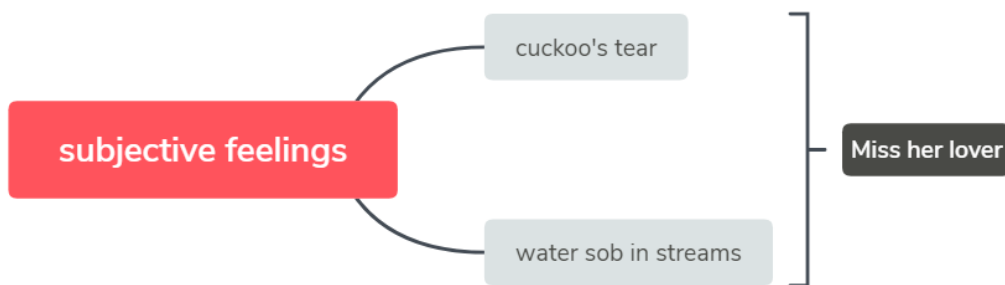 subjective feelings
cuckoo's tear
water sob in streams
Miss her lover